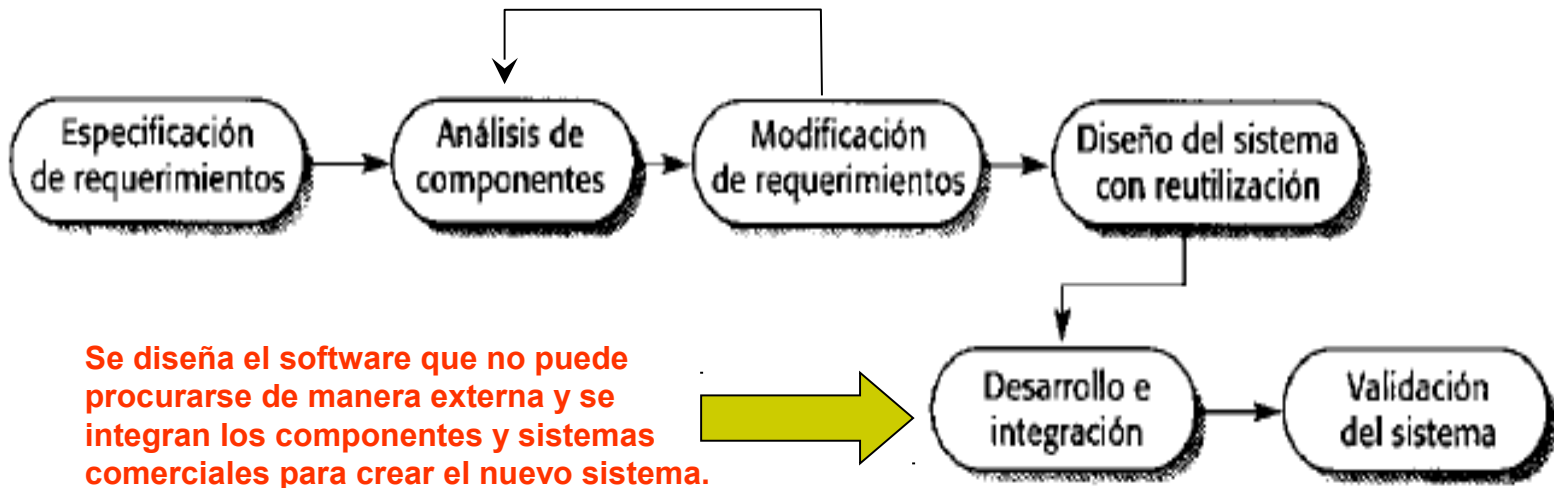 Especificación
de requerimientos
Análisis de
componentes
Modificación
de requerimientos
Diseño del sistema
con reutilización
Se diseña el software que no puede
procurarse de manera externa y se
integran los componentes y sistemas
comerciales para crear el nuevo sistema.
Desarrollo e
integración
Validación
del sistema